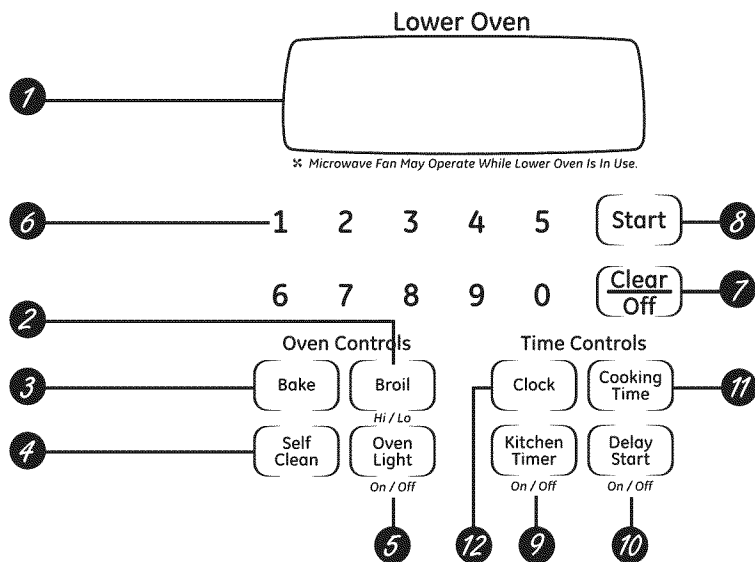 Lower Oven
1
⌘ Microwave Fan May Operate While Lower Oven Is In Use.
6 1 2 3 4 5 Start 8
6 7 8 9 0 Clear 7
Off
2
Oven Controls Time Controls
3 Bake Broil Clock Cooking Time 11
Hi / Lo
4 Self Clean Oven Light Kitchen Timer Delay Start
On / Off On / Off On / Off
5 12 9 10